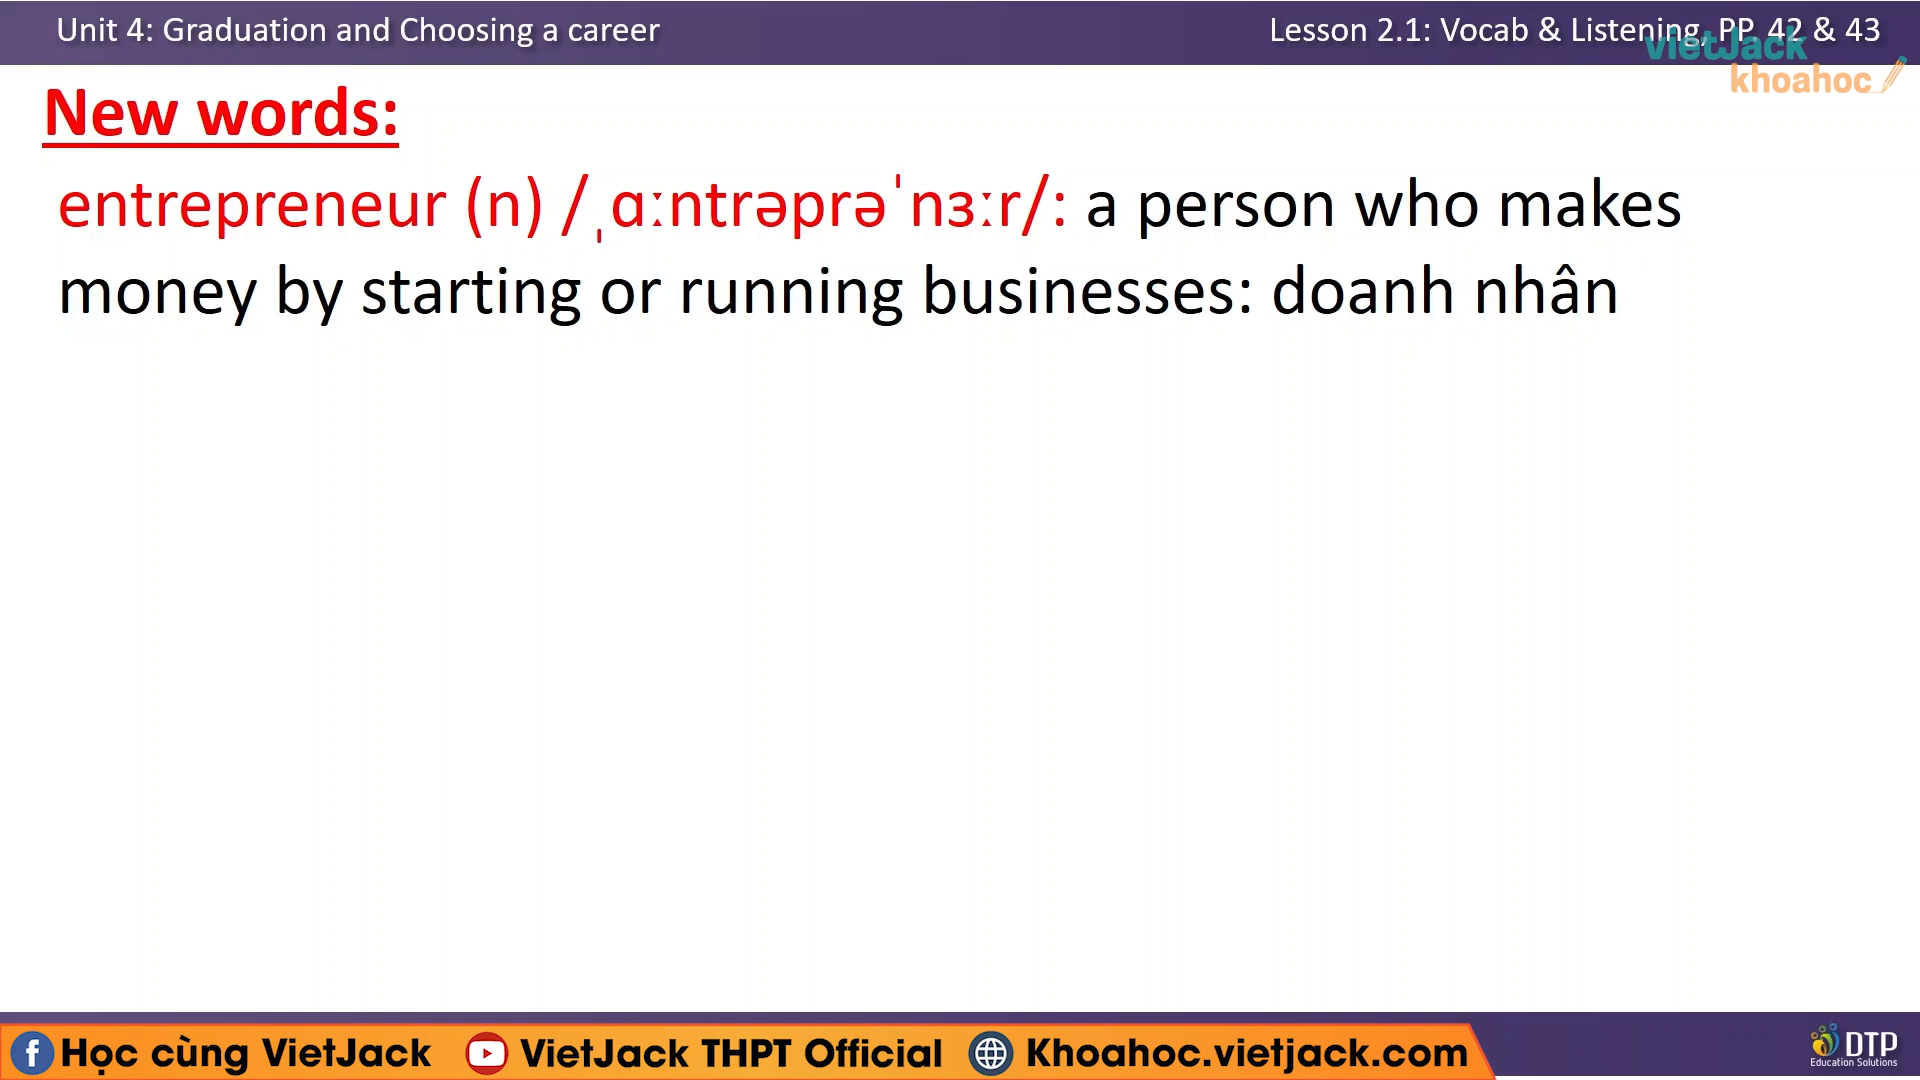 Unit 4: Graduation and Choosing a career
Lesson 2.1: Vocab & Listening, PP. 42 & 43
vietJack
khoahoc
New words:
entrepreneur (n) /ˌɑːntrəprəˈnɜːr/: a person who makes
money by starting or running businesses: doanh nhân
Học cùng VietJack
VietJack THPT Official
Khoahoc.vietjack.com
DTP
Education Solutions